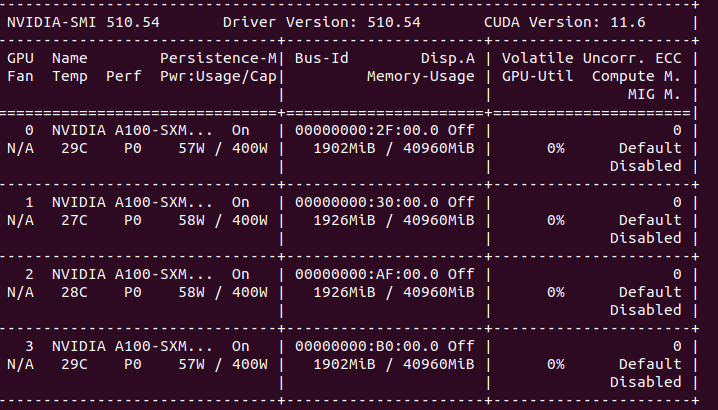 NVIDIA-SMI 510.54       Driver Version: 510.54       CUDA Version: 11.6     |
-------------------------------+----------------------+----------------------+
GPU  Name        Persistence-M| Bus-Id        Disp.A | Volatile Uncorr. ECC |
Fan  Temp  Perf  Pwr:Usage/Cap|         Memory-Usage | GPU-Util  Compute M. |
                              |                      |               MIG M. |
===============================+======================+======================|
  0  NVIDIA A100-SXM...  On   | 00000000:2F:00.0 Off |                    0 |
N/A   29C    P0    57W / 400W |   1902MiB / 40960MiB |      0%      Default |
                              |                      |             Disabled |
-------------------------------+----------------------+----------------------+
  1  NVIDIA A100-SXM...  On   | 00000000:30:00.0 Off |                    0 |
N/A   27C    P0    58W / 400W |   1926MiB / 40960MiB |      0%      Default |
                              |                      |             Disabled |
-------------------------------+----------------------+----------------------+
  2  NVIDIA A100-SXM...  On   | 00000000:AF:00.0 Off |                    0 |
N/A   28C    P0    58W / 400W |   1926MiB / 40960MiB |      0%      Default |
                              |                      |             Disabled |
-------------------------------+----------------------+----------------------+
  3  NVIDIA A100-SXM...  On   | 00000000:B0:00.0 Off |                    0 |
N/A   29C    P0    57W / 400W |   1902MiB / 40960MiB |      0%      Default |
                              |                      |             Disabled |
-------------------------------+----------------------+----------------------+